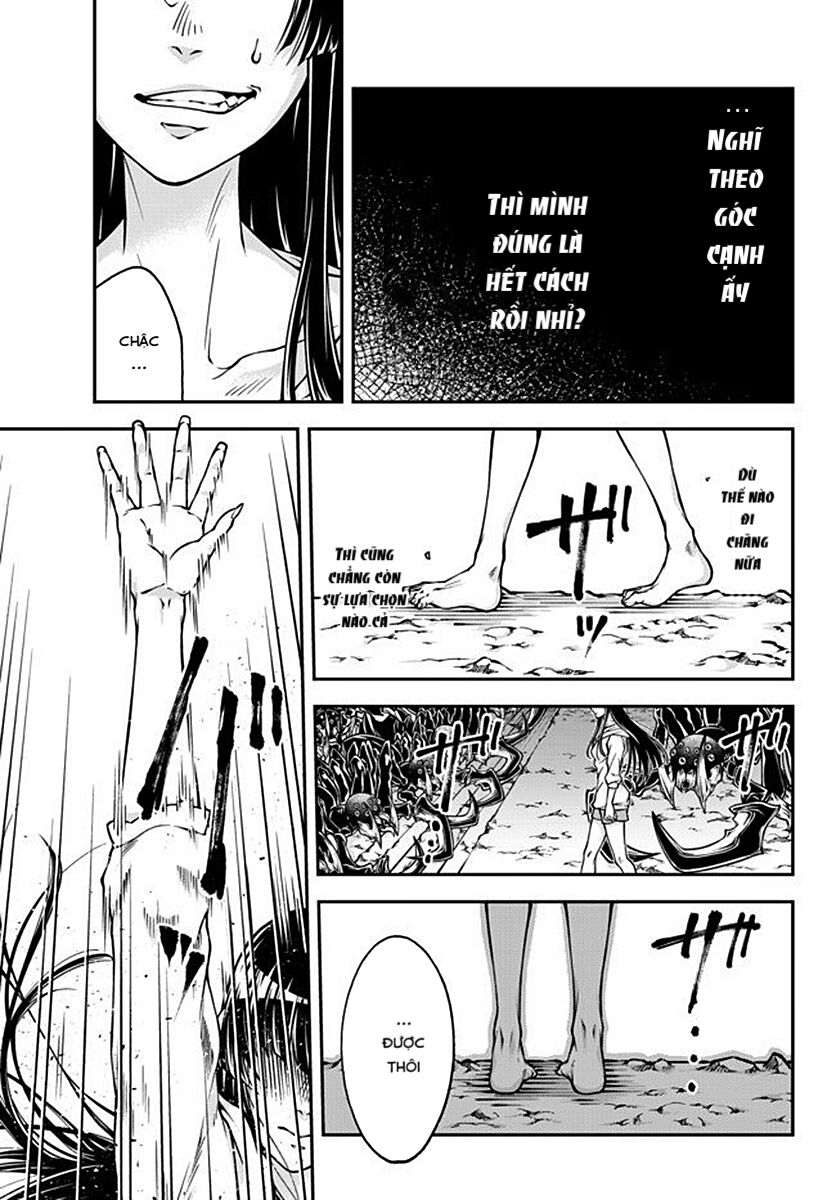 ...
NGHĨ
THEO
GÓC
CẠNH
ẤY
THÌ MÌNH
ĐÚNG LÀ
HẾT CÁCH
RỒI NHỈ?
CHẬC
...
DÙ
THẾ NÀO
ĐI
CHĂNG
NỮA
THÌ CŨNG
CHẲNG CÒN
SỰ LỰA CHỌN
NÀO CẢ
...
ĐƯỢC
THÔI